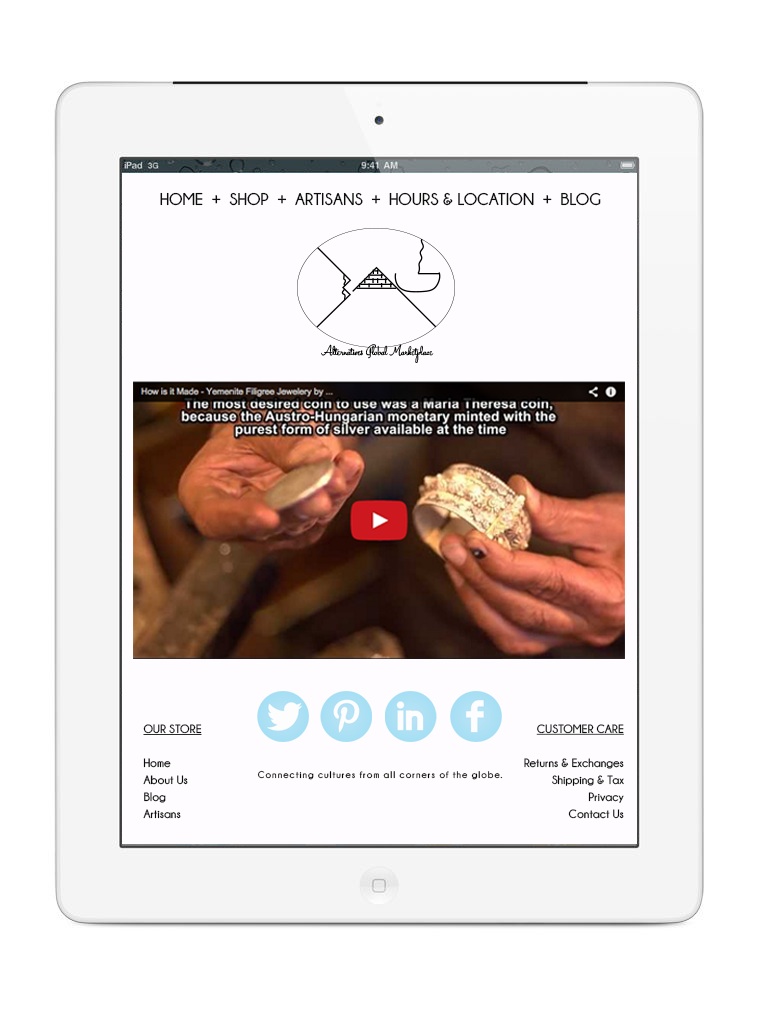 iPad 3G 9:41 AM
HOME + SHOP + ARTISANS + HOURS & LOCATION + BLOG
Alternatives Global Marketplace
How is it Made - Yemenite Filigree Jewelery by ...
The most desired coin to use was a Maria Theresa coin,
because the Austro-Hungarian monetary minted with the
purest form of silver available at the time
in
f
OUR STORE
CUSTOMER CARE
Home
About Us
Blog
Artisans
Connecting cultures from all corners of the globe.
Returns & Exchanges
Shipping & Tax
Privacy
Contact Us